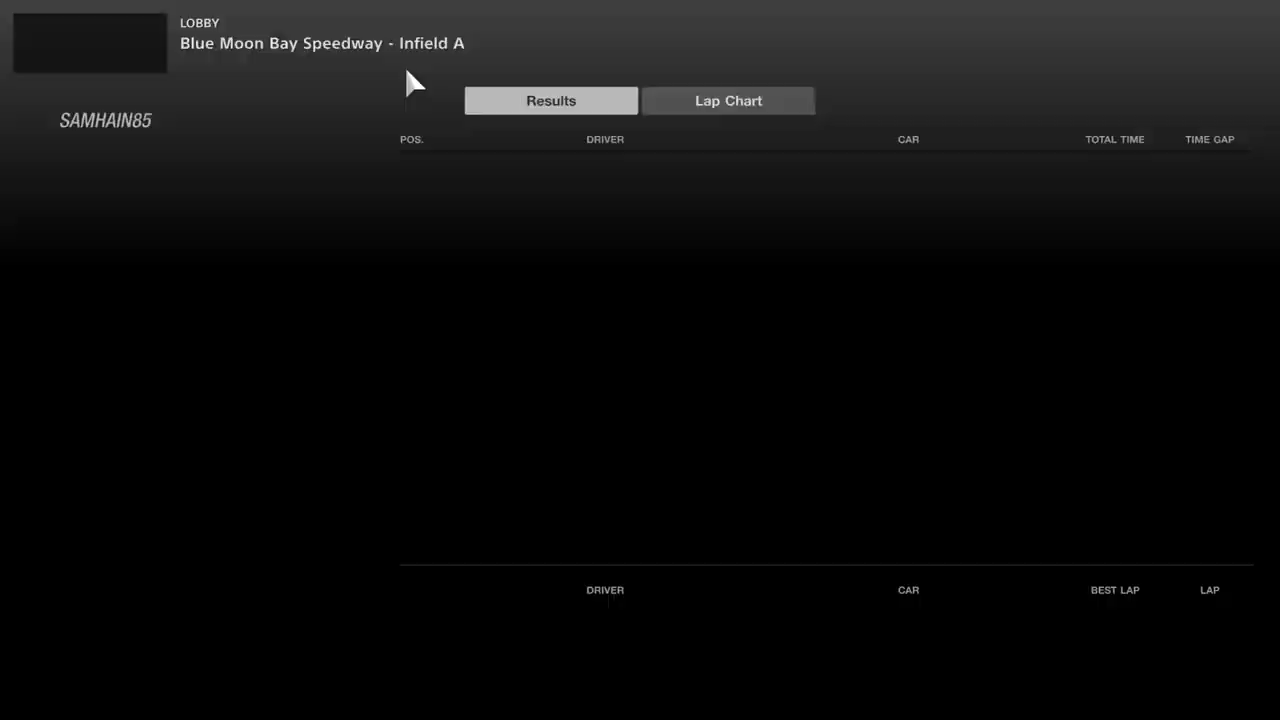 LOBBY
Blue Moon Bay Speedway - Infield A
Results Lap Chart
SAMHAIN85
POS. DRIVER CAR TOTAL TIME TIME GAP
DRIVER CAR BEST LAP LAP